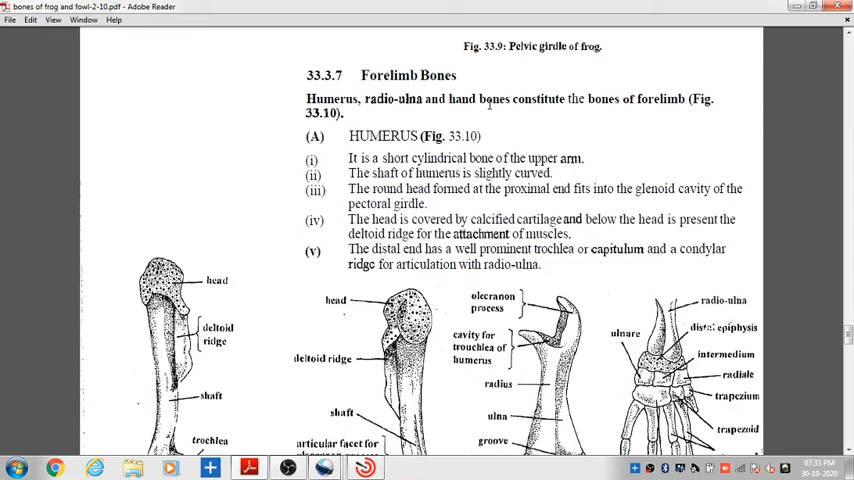 bones of frog and fowl-2-10.pdf - Adobe Reader
File Edit View Window Help
Fig. 33.9: Pelvic girdle of frog.
33.3.7 Forelimb Bones
Humerus, radio-ulna and hand bones constitute the bones of forelimb (Fig.
33.10).
(A) HUMERUS (Fig. 33.10)
(i) It is a short cylindrical bone of the upper arm.
(ii) The shaft of humerus is slightly curved.
(iii) The round head formed at the proximal end fits into the glenoid cavity of the
pectoral girdle.
(iv) The head is covered by calcified cartilage and below the head is present the
deltoid ridge for the attachment of muscles,
(v) The distal end has a well prominent trochlea or capitulum and a condylar
ridge for articulation with radio-ulna.
head
deltoid
ridge
shaft
trochlea
head
deltoid ridge
shaft
articular facet for
olecranon
process
cavity for
trouchlea of
humerus
radius
ulna
groove
radio-ulna
ulnare
distal epiphysis
intermedium
radiale
trapezium
trapezoid
07:33 PM
30-10-2020